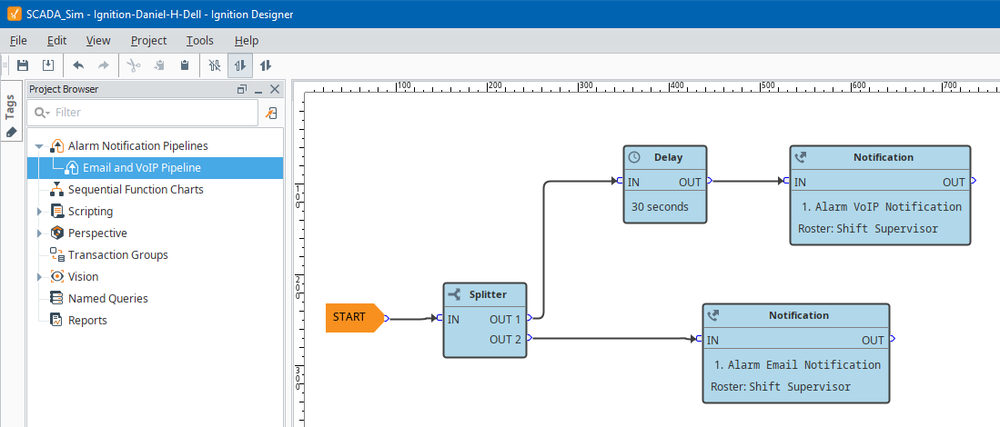 SCADA_Sim - Ignition-Daniel-H-Dell - Ignition Designer
File Edit View Project Tools Help
Tags
Project Browser
Filter
Alarm Notification Pipelines
Email and VoIP Pipeline
Sequential Function Charts
Scripting
Perspective
Transaction Groups
Vision
Named Queries
Reports
100 200 300 400 500 600 700
100
200
300
START
Splitter
IN OUT 1
OUT 2
Delay
IN OUT
30 seconds
Notification
IN OUT
1. Alarm VoIP Notification
Roster: Shift Supervisor
Notification
IN OUT
1. Alarm Email Notification
Roster: Shift Supervisor